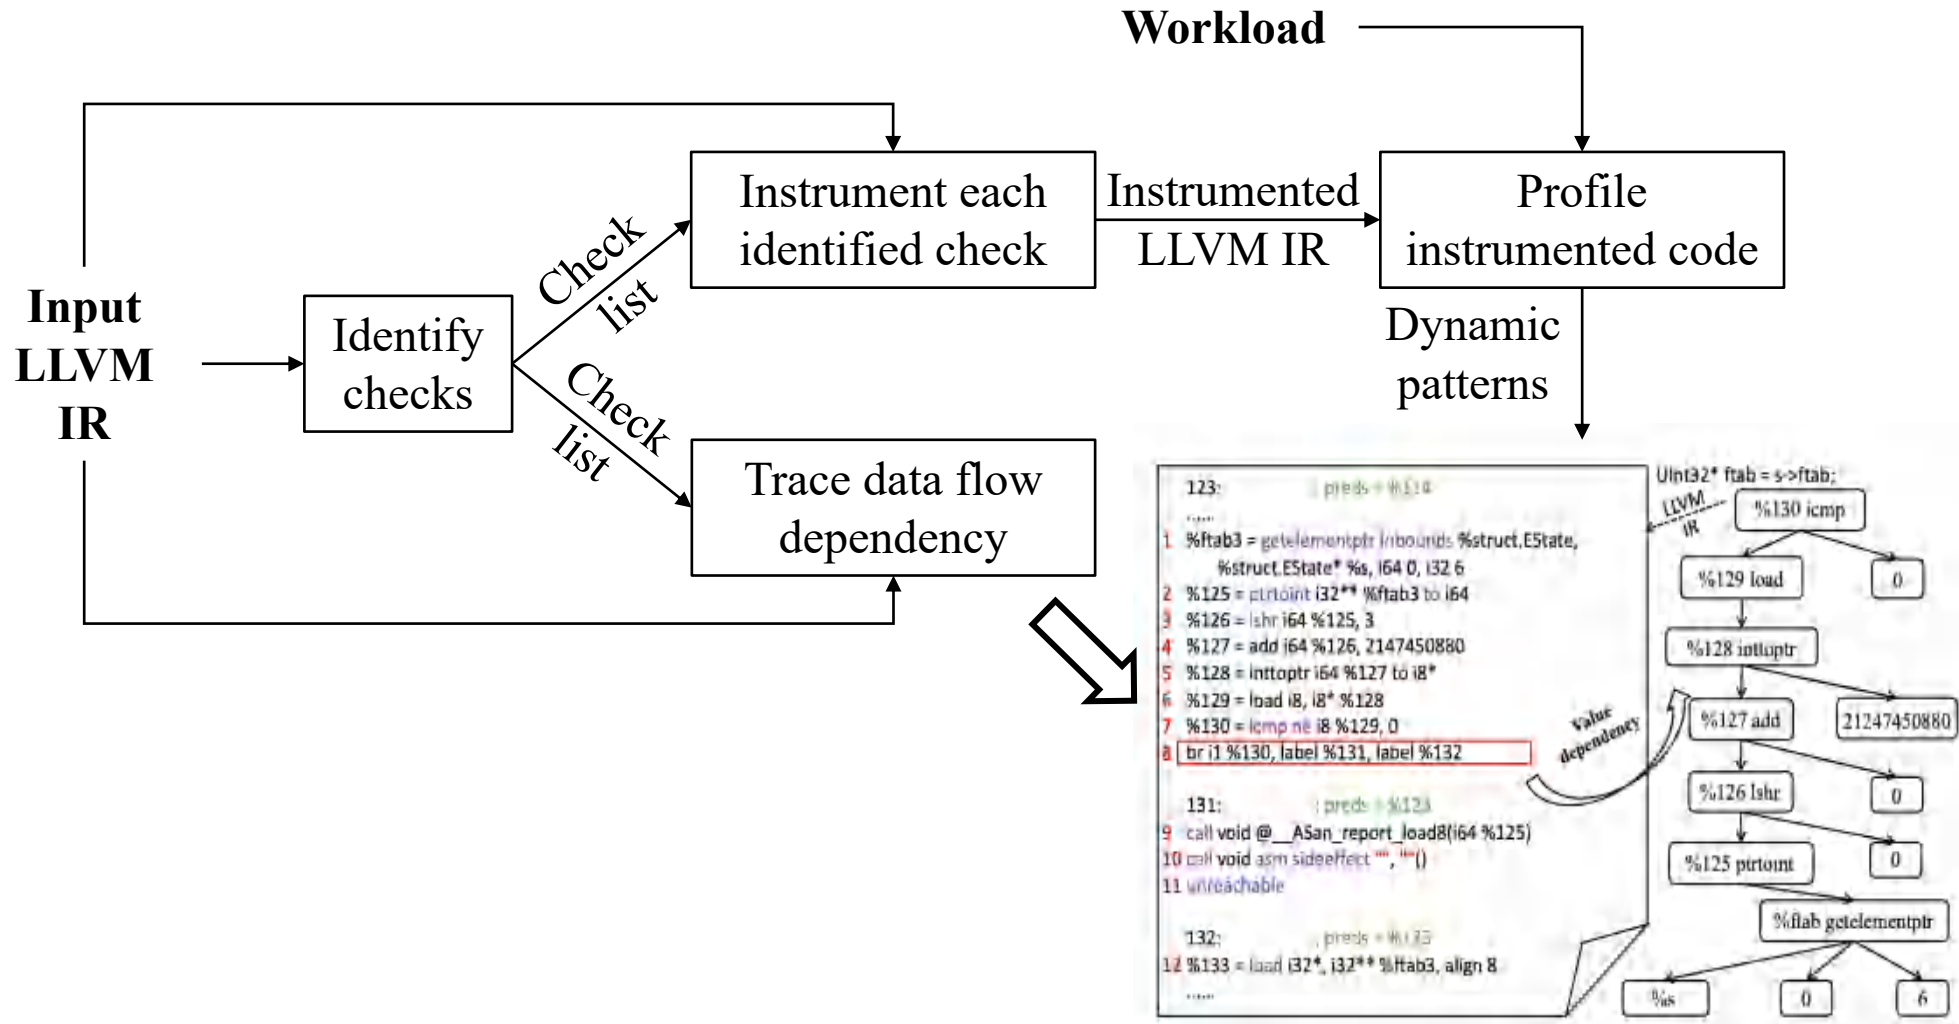 Workload
Input
LLVM
IR
Identify
checks
Check
list
Check
list
Instrument each
identified check
Trace data flow
dependency
Instrumented
LLVM IR
Profile
instrumented code
Dynamic
patterns
123: ; preds = %114
......
1 %ftab3 = getelementptr inbounds %struct.EState,
%struct.EState* %s, i64 0, i32 6
2 %125 = ptrtoint i32** %ftab3 to i64
3 %126 = lshr i64 %125, 3
4 %127 = add i64 %126, 2147450880
5 %128 = inttoptr i64 %127 to i8*
6 %129 = load i8, i8* %128
7 %130 = icmp ne i8 %129, 0
8 br i1 %130, label %131, label %132
131: ; preds = %123
9 call void @__ASan_report_load8(i64 %125)
10 call void asm sideeffect "", ""()
11 unreachable
132: ; preds =
12 %133 = load i32*, i32** %ftab3, align 8
......
Value
dependency
UInt32* ftab = s->ftab;
LLVM
IR
%130 icmp
%129 load
0
%128 inttoptr
%127 add
21247450880
%126 lshr
0
%125 ptrtoint
0
%ftab getelementptr
%s
0
6